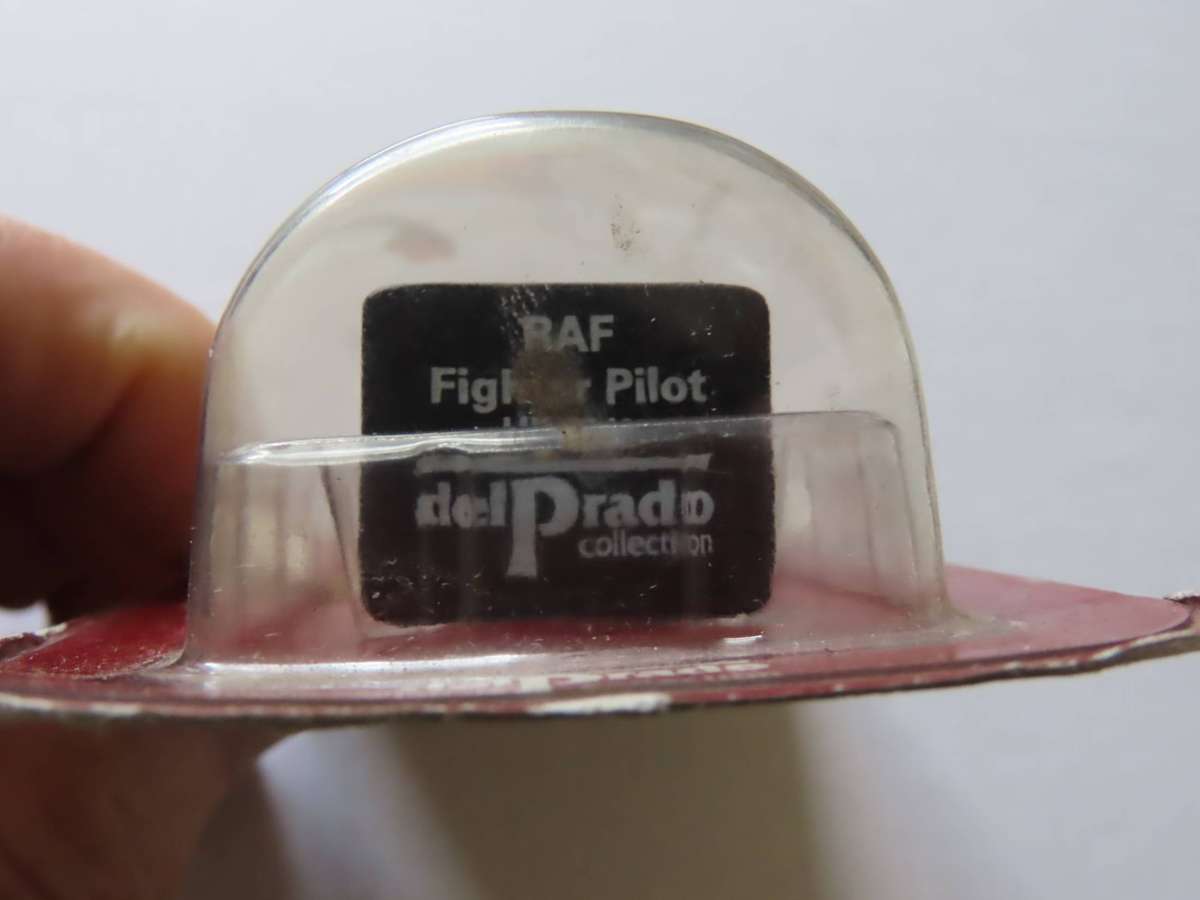 RAF
Fighter Pilot
delPrado
collection